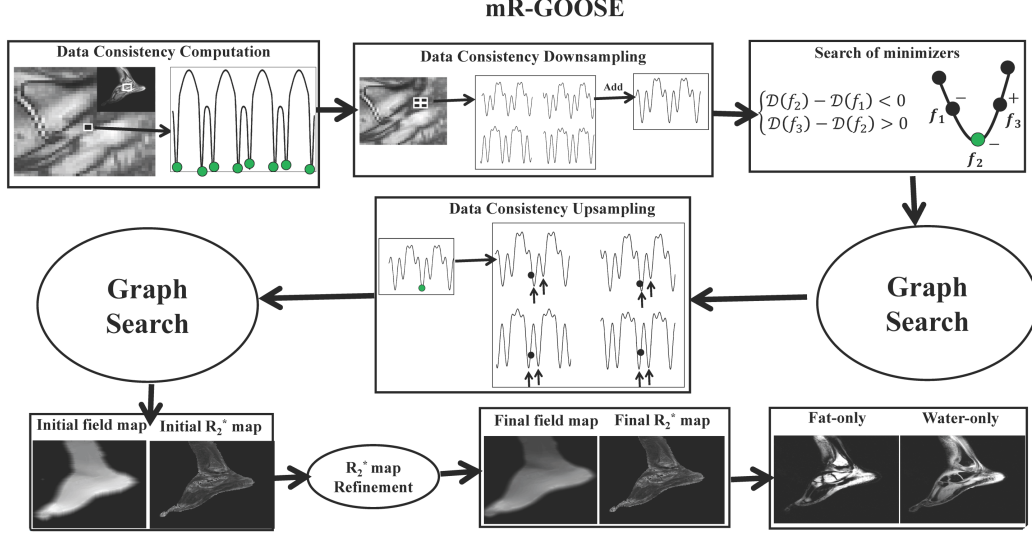 mR-GOOSE
Data Consistency Computation
Data Consistency Downsampling
Add
Search of minimizers
𝒟(f₂) − 𝒟(f₁) < 0
𝒟(f₃) − 𝒟(f₂) > 0
−
+
f₁
f₃
−
f₂
Data Consistency Upsampling
Graph
Search
Graph
Search
Initial field map
Initial R₂* map
R₂* map
Refinement
Final field map
Final R₂* map
Fat-only
Water-only